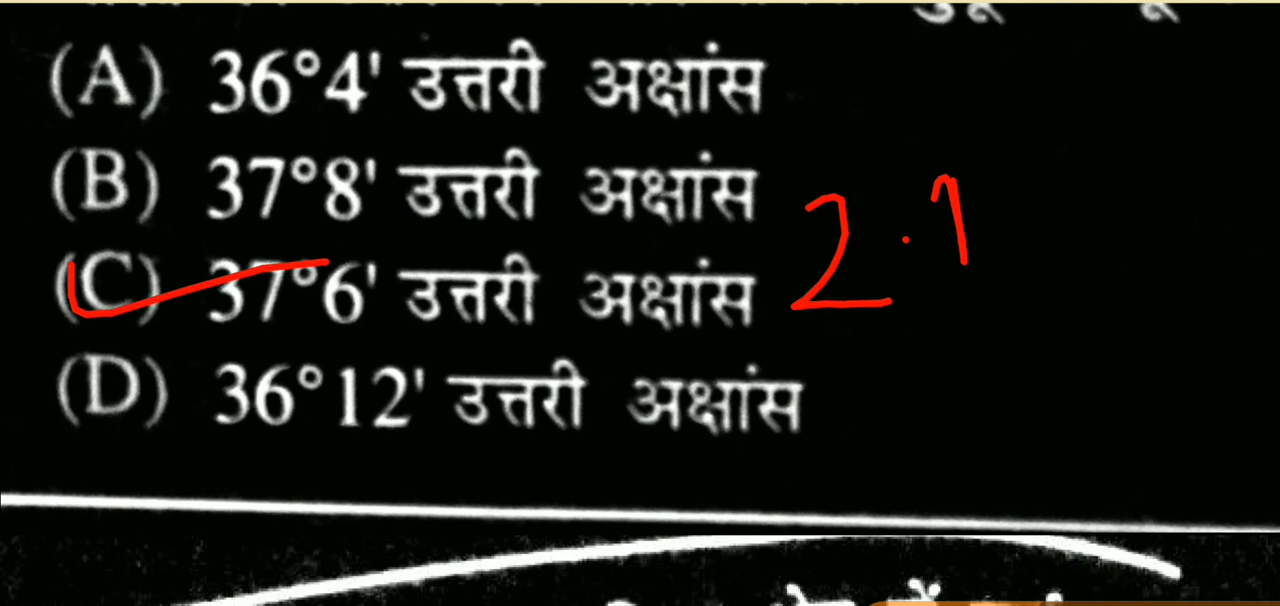 (A) 36°4' उत्तरी अक्षांस
(B) 37°8' उत्तरी अक्षांस
(C) 37°6' उत्तरी अक्षांस
2.1
(D) 36°12' उत्तरी अक्षांस